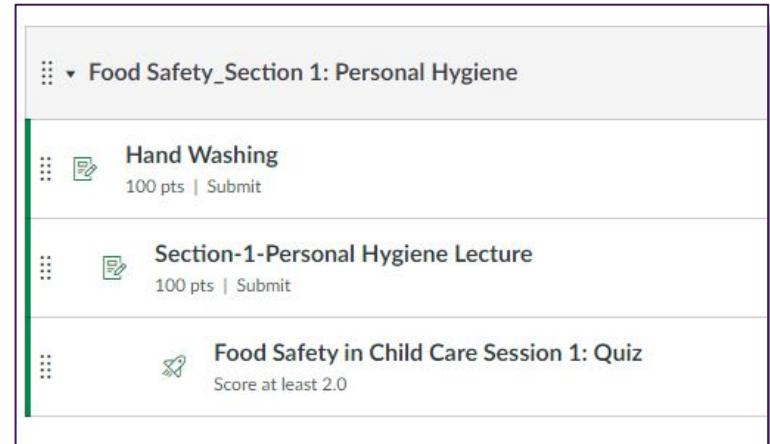 Food Safety_Section 1: Personal Hygiene
Hand Washing
100 pts | Submit
Section-1-Personal Hygiene Lecture
100 pts | Submit
Food Safety in Child Care Session 1: Quiz
Score at least 2.0